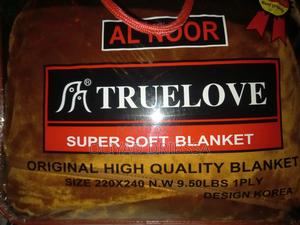 AL NOOR
® TRUELOVE
SUPER SOFT BLANKET
ORIGINAL HIGH QUALITY BLANKET
SIZE 220X240 N.W 9.50LBS 1PLY
DESIGN KOREA